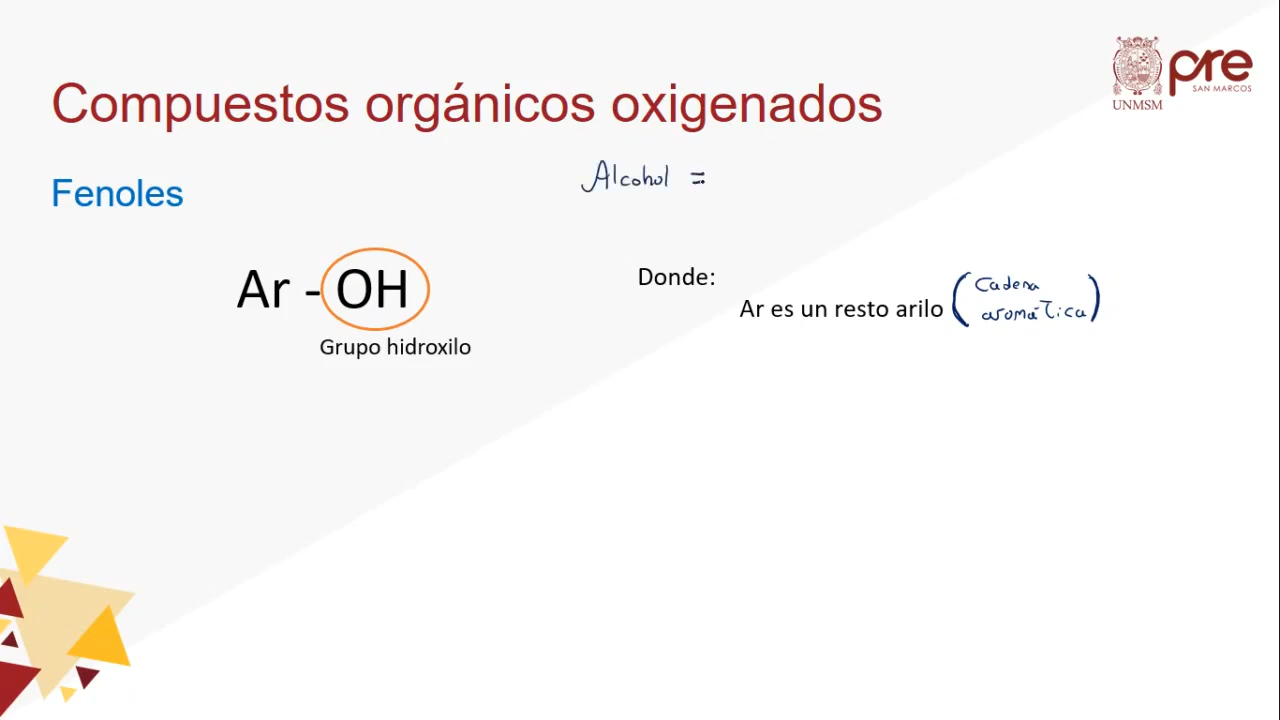 UNMSM
pre
SAN MARCOS
Compuestos orgánicos oxigenados
Fenoles
Alcohol =
Ar - OH
Grupo hidroxilo
Donde:
Ar es un resto arilo (Cadena
aromática)